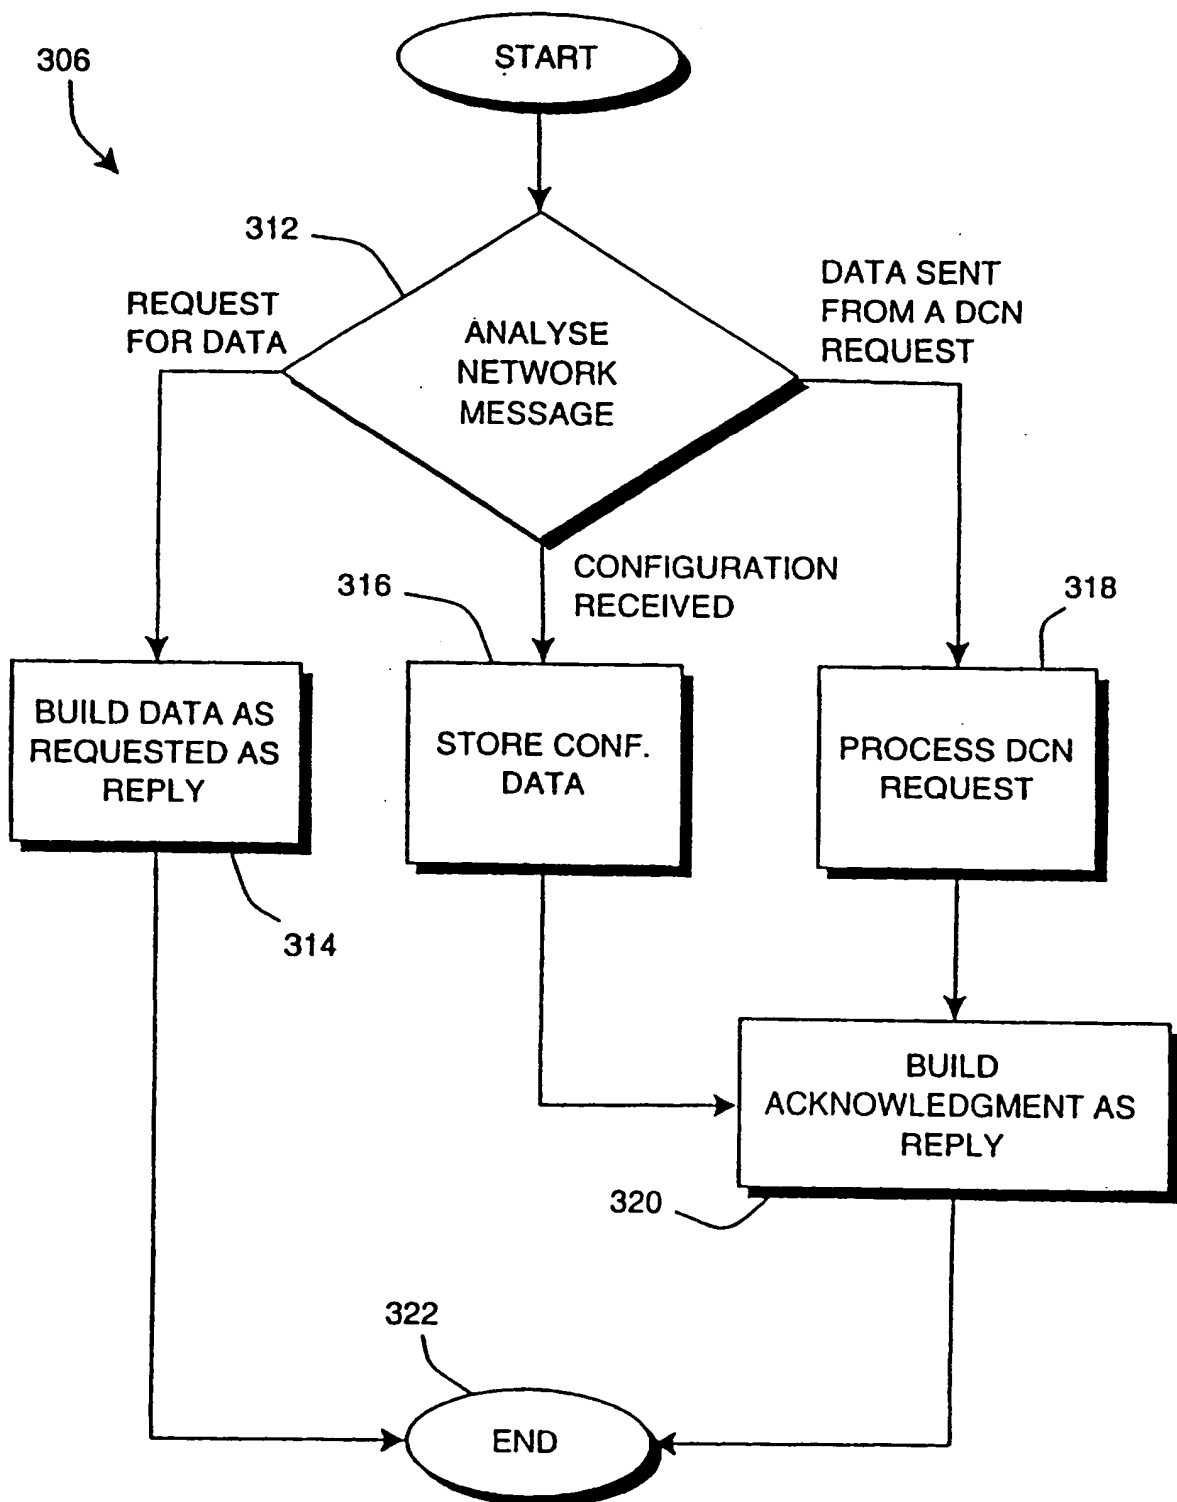 START
306
312
REQUEST
FOR DATA
ANALYSE
NETWORK
MESSAGE
DATA SENT
FROM A DCN
REQUEST
CONFIGURATION
RECEIVED
316
318
BUILD DATA AS
REQUESTED AS
REPLY
STORE CONF.
DATA
PROCESS DCN
REQUEST
314
BUILD
ACKNOWLEDGMENT AS
REPLY
320
322
END